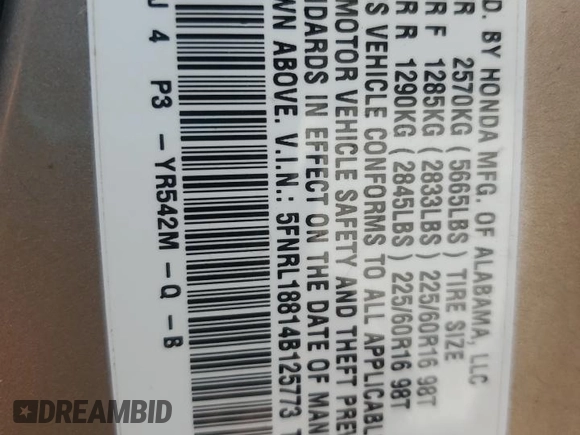 D. BY HONDA MFG. OF ALABAMA, LLC
R 2570KG ( 5665LBS ) TIRE SIZE
R F 1285KG ( 2833LBS ) 225/60R16 98T
R R 1290KG ( 2845LBS ) 225/60R16 98T
S VEHICLE CONFORMS TO ALL APPLICABL
MOTOR VEHICLE SAFETY AND THEFT PREV
NDARDS IN EFFECT ON THE DATE OF MAN
WN ABOVE. V.I.N.: 5FNRL18814B125773 T
J 4 P3 - YR542M - Q - B
DREAMBID